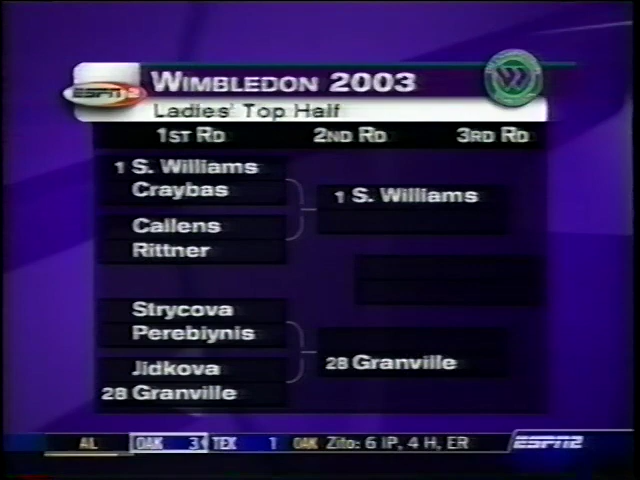 ESPN2
WIMBLEDON 2003
Ladies' Top Half
1ST RD 2ND RD 3RD RD
1 S. Williams
Craybas
1 S. Williams
Callens
Rittner
Strycova
Perebiynis
28 Granville
Jidkova
28 Granville
AL OAK 3 TEX 1 OAK Zito: 6 IP, 4 H, ER ESPN2